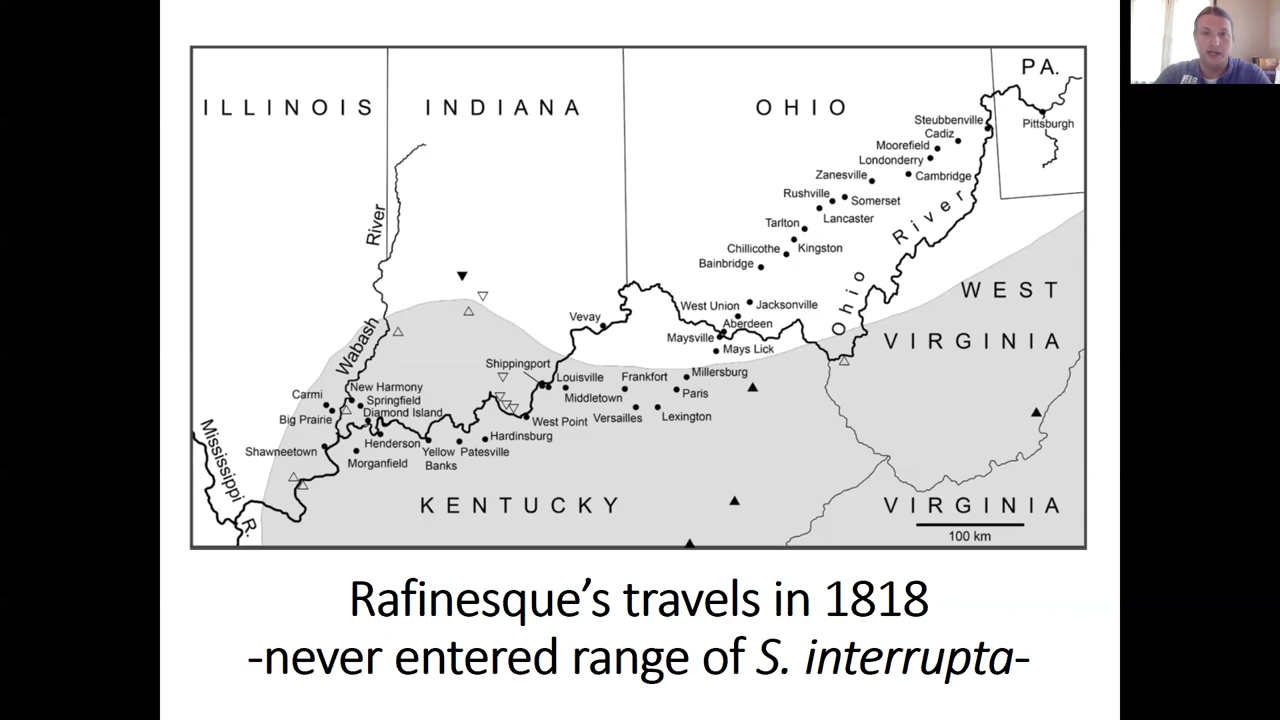 ILLINOIS
INDIANA
OHIO
PA.
Pittsburgh
Steubbenville
Cadiz
Moorefield
Londonderry
Cambridge
Zanesville
Rushville
Somerset
Lancaster
Tarlton
Kingston
Chillicothe
Bainbridge
Ohio River
WEST
VIRGINIA
West Union
Jacksonville
Aberdeen
Maysville
Mays Lick
Vevay
River
Wabash
Shippingport
Louisville
Middletown
Frankfort
Millersburg
Paris
Versailles
Lexington
Carmi
New Harmony
Springfield
Big Prairie
Diamond Island
West Point
Hardinsburg
Shawneetown
Henderson
Yellow
Banks
Patesville
Morganfield
Mississippi R.
KENTUCKY
VIRGINIA
100 km
Rafinesque’s travels in 1818
-never entered range of S. interrupta-